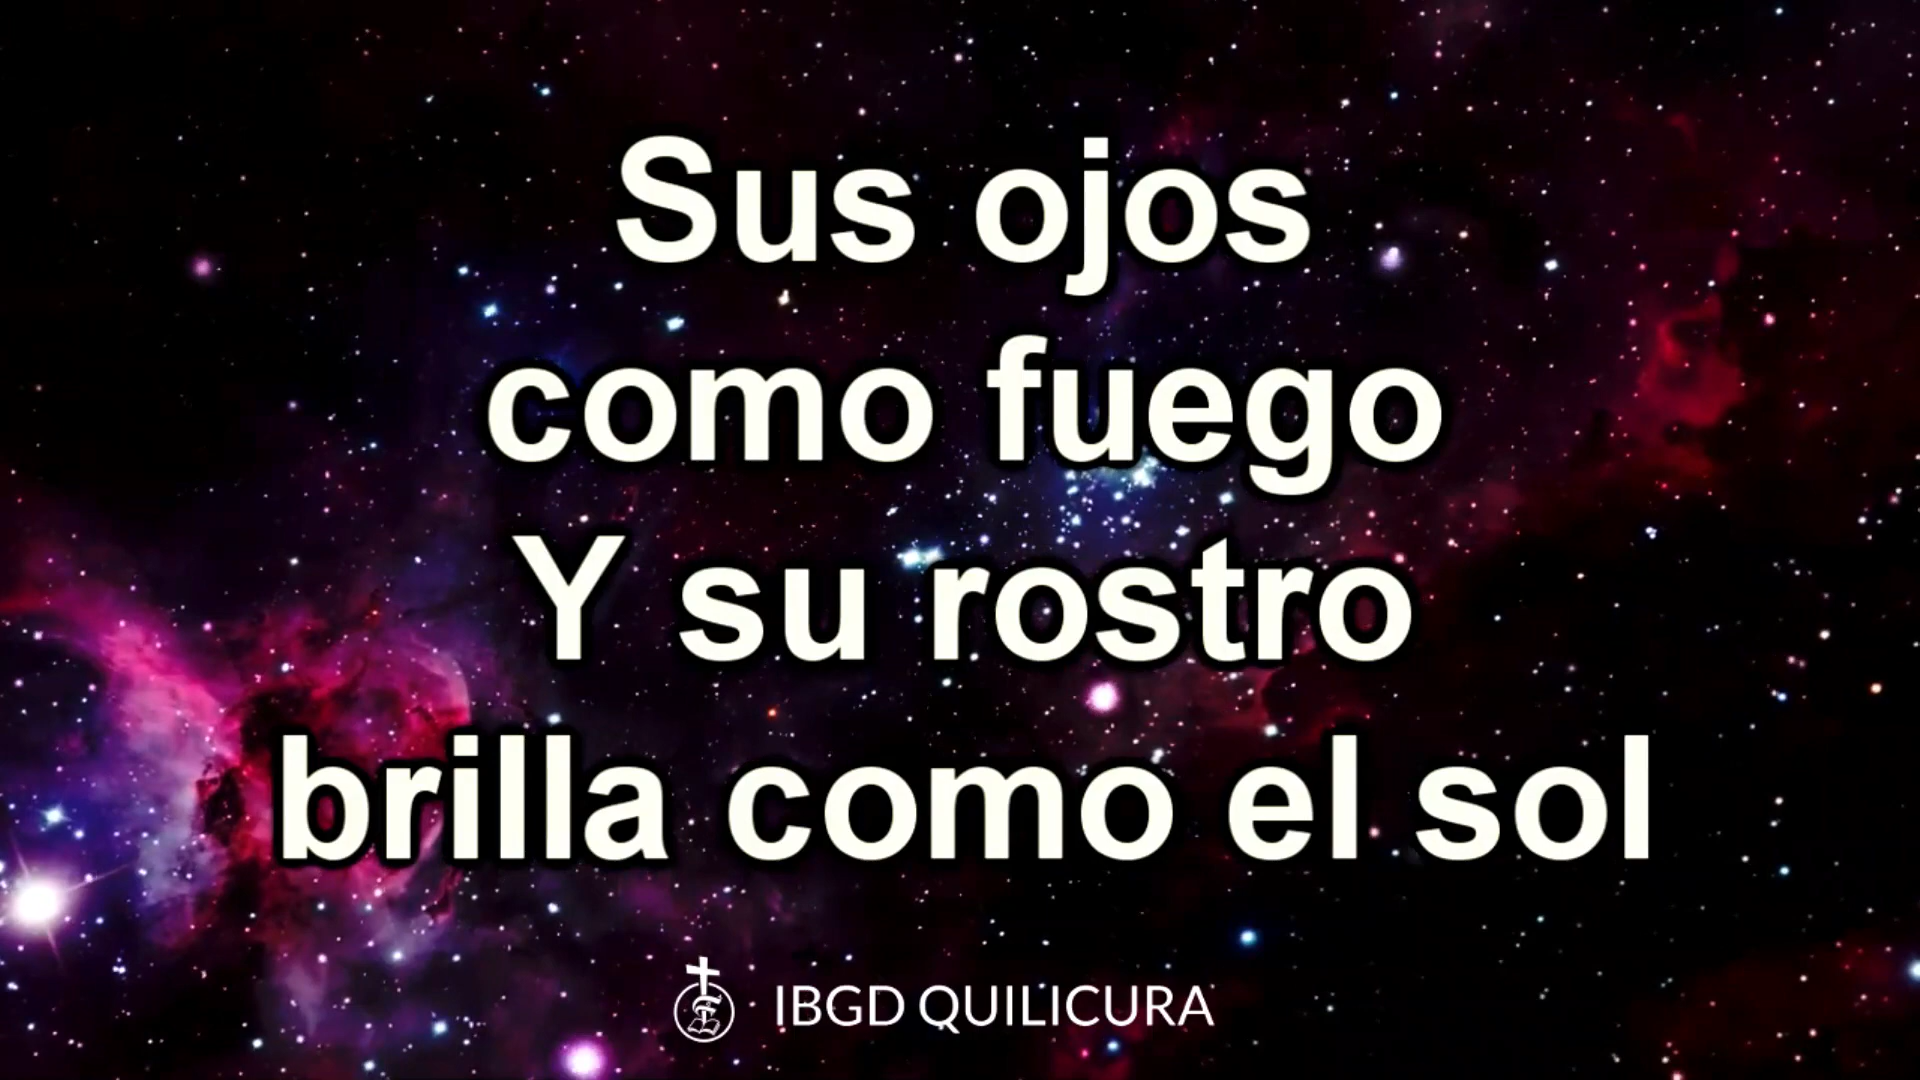 Sus ojos
como fuego
Y su rostro
brilla como el sol
IBGD QUILICURA